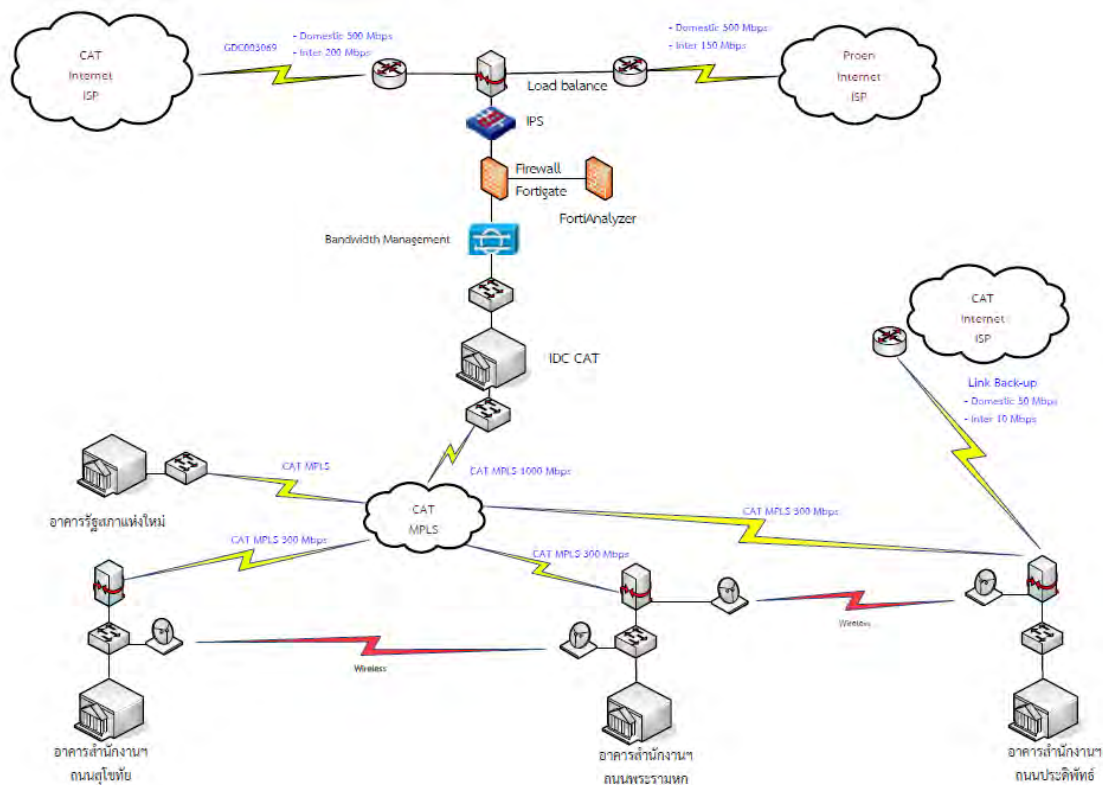 CAT
Internet
ISP
GDC003069
- Domestic 500 Mbps
- Inter 200 Mbps
- Domestic 500 Mbps
- Inter 150 Mbps
Proen
Internet
ISP
Load balance
IPS
Firewall
Fortigate
FortiAnalyzer
Bandwidth Management
IDC CAT
CAT
Internet
ISP
Link Back-up
- Domestic 50 Mbps
- Inter 10 Mbps
CAT MPLS
CAT MPLS 1000 Mbps
อาคารรัฐสภาแห่งใหม่
CAT
MPLS
CAT MPLS 300 Mbps
CAT MPLS 300 Mbps
CAT MPLS 300 Mbps
Wireless
Wireless
อาคารสำนักงานฯ
ถนนสุโขทัย
อาคารสำนักงานฯ
ถนนพระรามหก
อาคารสำนักงานฯ
ถนนประดิพัทธ์